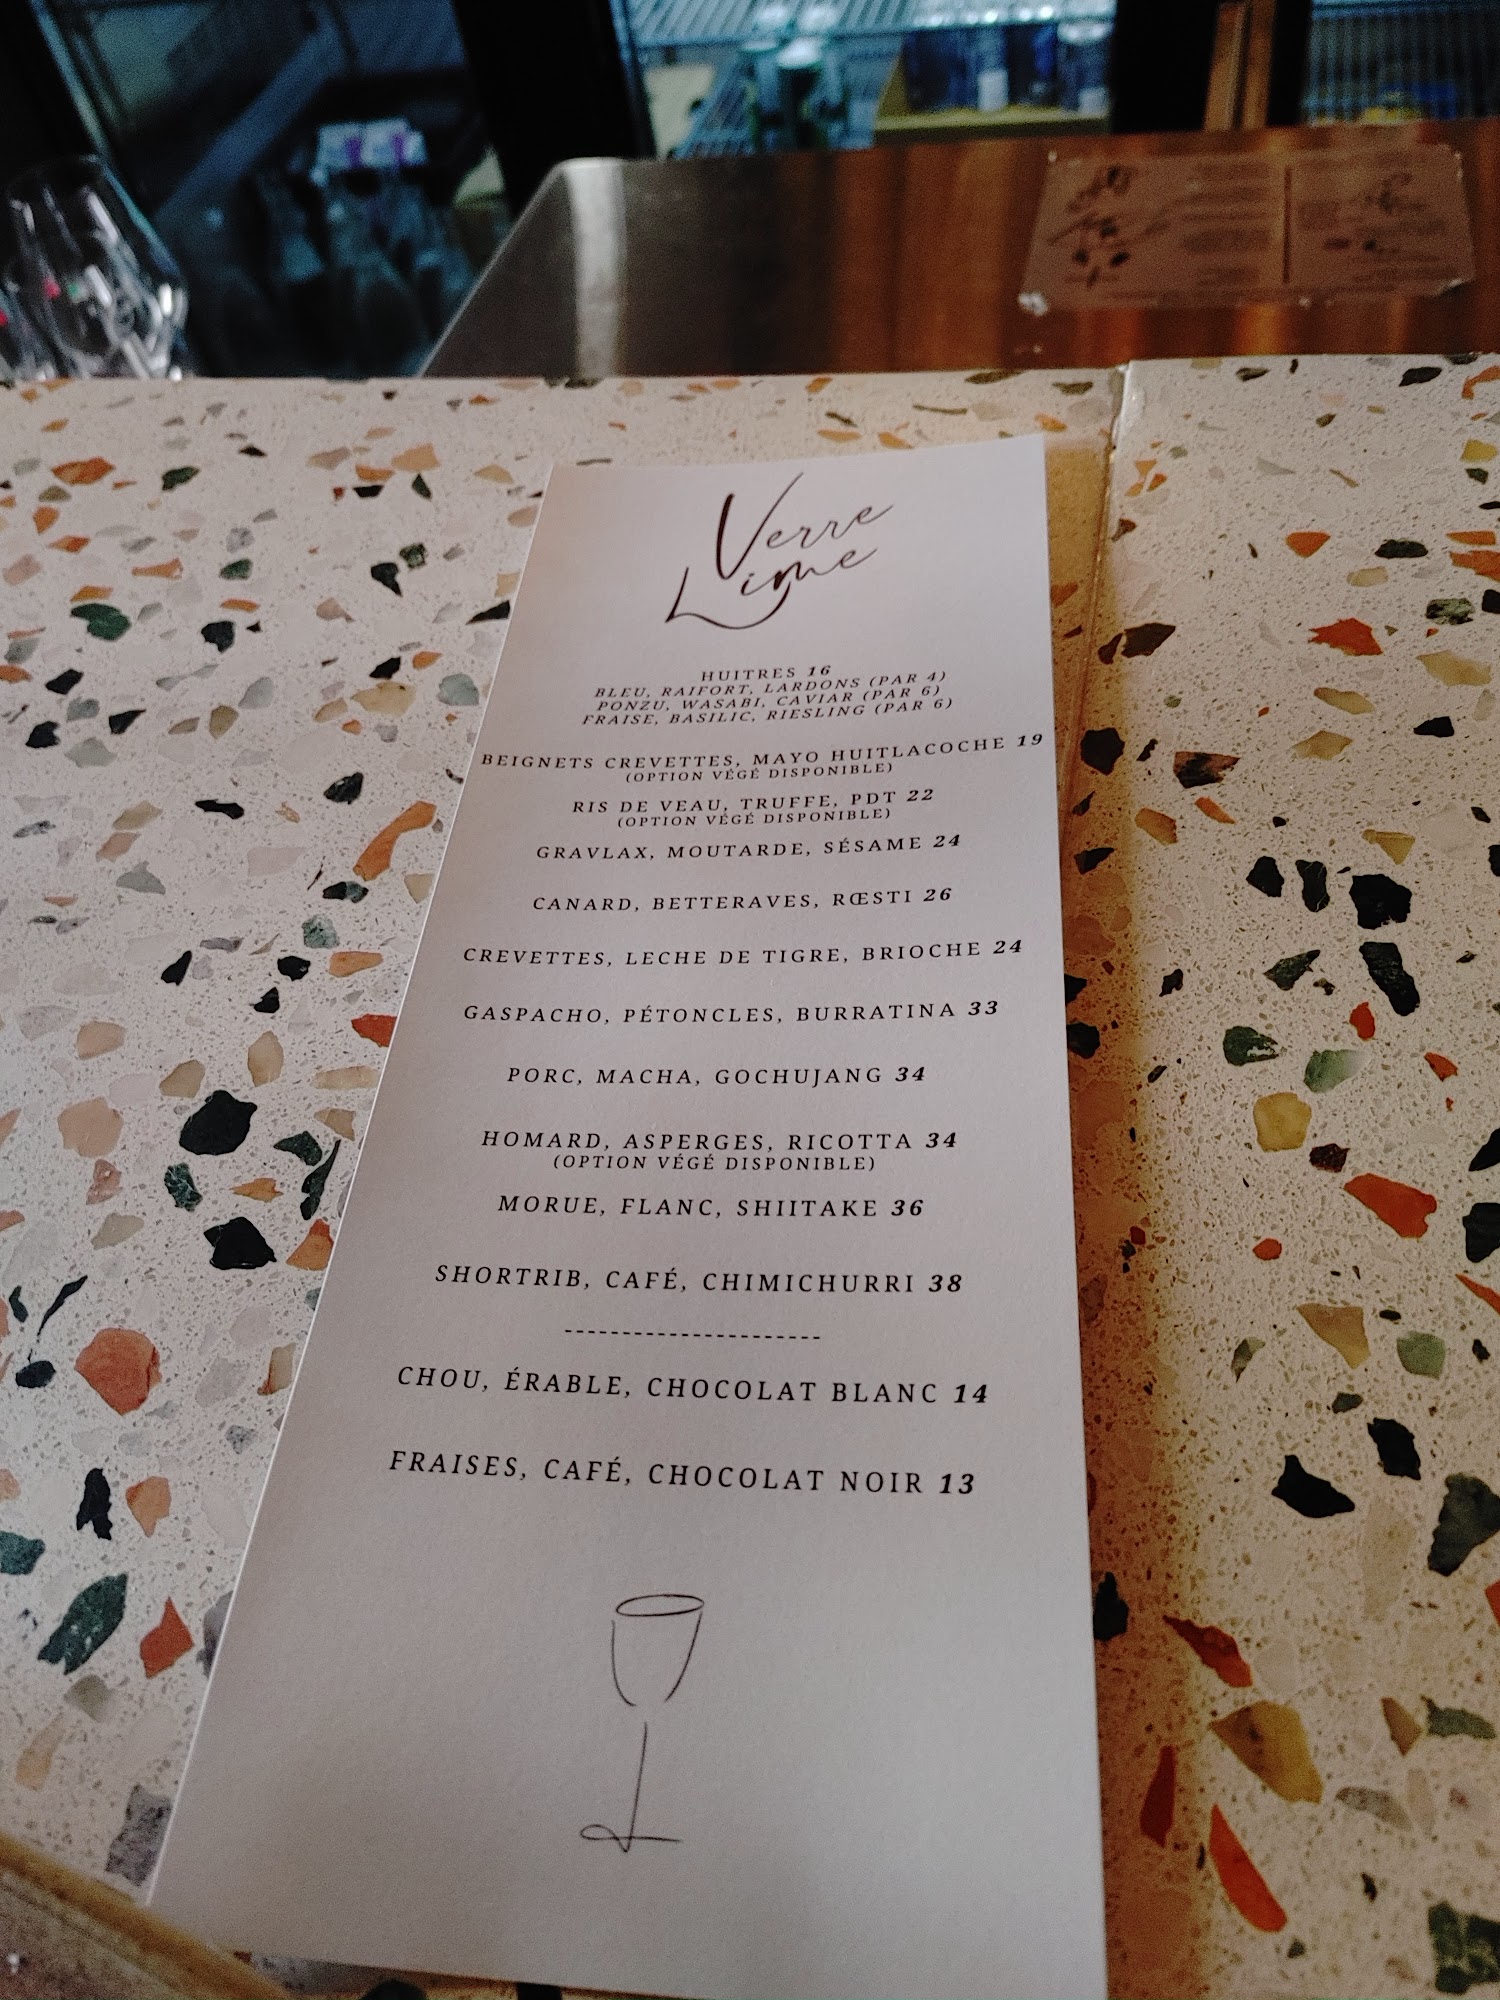 Verre
Lime
HUITRES 16
BLEU, RAIFORT, LARDONS (PAR 4)
PONZU, WASABI, CAVIAR (PAR 6)
FRAISE, BASILIC, RIESLING (PAR 6)
BEIGNETS CREVETTES, MAYO HUITLACOCHE 19
(OPTION VÉGÉ DISPONIBLE)
RIS DE VEAU, TRUFFE, PDT 22
(OPTION VÉGÉ DISPONIBLE)
GRAVLAX, MOUTARDE, SÉSAME 24
CANARD, BETTERAVES, RŒSTI 26
CREVETTES, LECHE DE TIGRE, BRIOCHE 24
GASPACHO, PÉTONCLES, BURRATINA 33
PORC, MACHA, GOCHUJANG 34
HOMARD, ASPERGES, RICOTTA 34
(OPTION VÉGÉ DISPONIBLE)
MORUE, FLANC, SHIITAKE 36
SHORTRIB, CAFÉ, CHIMICHURRI 38
----------------------
CHOU, ÉRABLE, CHOCOLAT BLANC 14
FRAISES, CAFÉ, CHOCOLAT NOIR 13